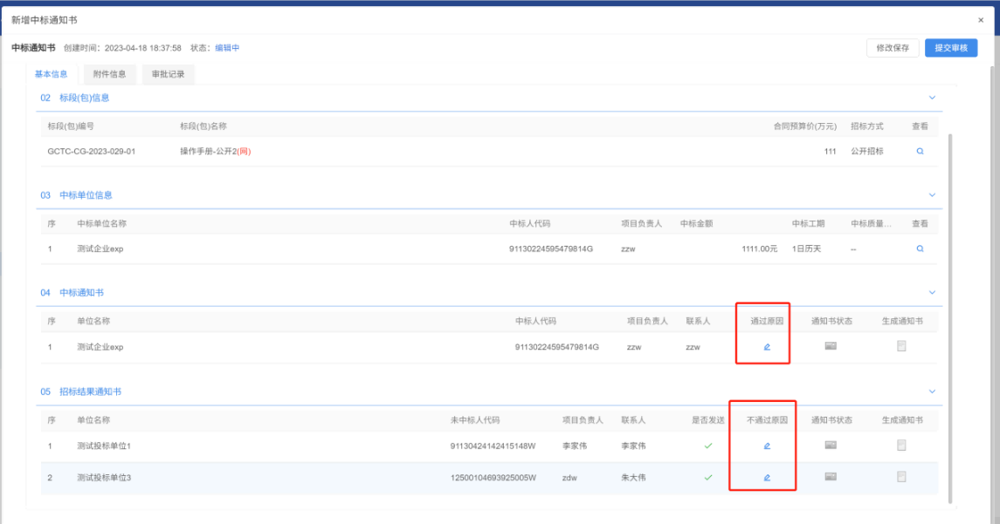 新增中标通知书 ×
中标通知书 创建时间：2023-04-18 18:37:58 状态：编辑中 修改保存 提交审核
基本信息 附件信息 审批记录
02 标段(包)信息
标段(包)编号 标段(包)名称 合同预算价(万元) 招标方式 查看
GCTC-CG-2023-029-01 操作手册-公开2(网) 111 公开招标
03 中标单位信息
序 中标单位名称 中标人代码 项目负责人 中标金额 中标工期 中标质量... 查看
1 测试企业exp 91130224595479814G zzw 1111.00元 1日历天 --
04 中标通知书
序 单位名称 中标人代码 项目负责人 联系人 通过原因 通知书状态 生成通知书
1 测试企业exp 91130224595479814G zzw zzw
05 招标结果通知书
序 单位名称 未中标人代码 项目负责人 联系人 是否发送 不通过原因 通知书状态 生成通知书
1 测试投标单位1 91130424142415148W 李家伟 李家伟
2 测试投标单位3 12500104693925005W zdw 朱大伟